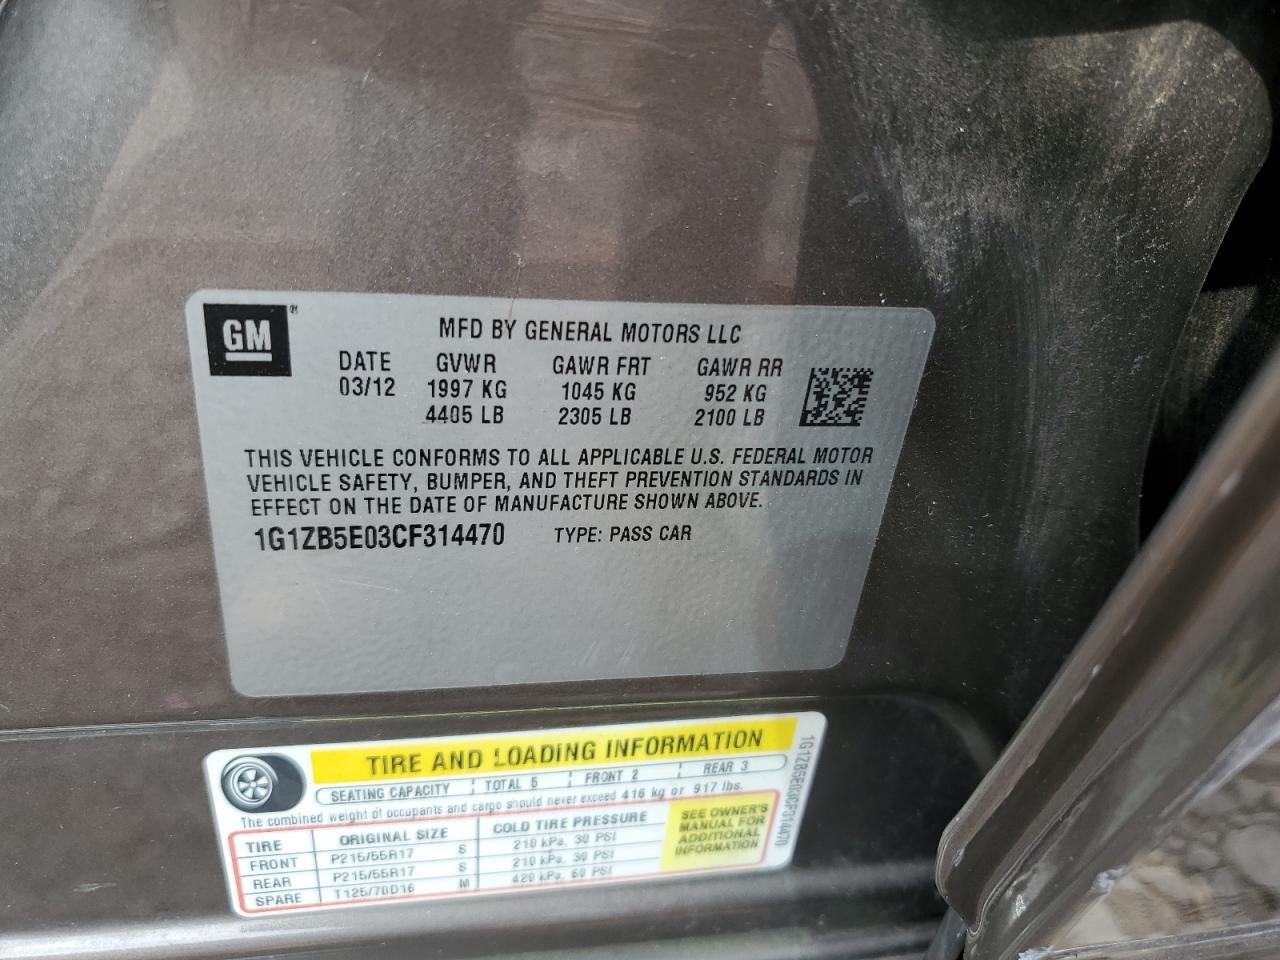 GM
MFD BY GENERAL MOTORS LLC
DATE GVWR GAWR FRT GAWR RR
03/12 1997 KG 1045 KG 952 KG
4405 LB 2305 LB 2100 LB
THIS VEHICLE CONFORMS TO ALL APPLICABLE U.S. FEDERAL MOTOR
VEHICLE SAFETY, BUMPER, AND THEFT PREVENTION STANDARDS IN
EFFECT ON THE DATE OF MANUFACTURE SHOWN ABOVE.
1G1ZB5E03CF314470 TYPE: PASS CAR
TIRE AND LOADING INFORMATION
SEATING CAPACITY TOTAL 5 FRONT 2 REAR 3
The combined weight of occupants and cargo should never exceed 416 kg or 917 lbs.
TIRE ORIGINAL SIZE COLD TIRE PRESSURE
FRONT P215/55R17 S 210 kPa, 30 PSI
REAR P215/55R17 S 210 kPa, 30 PSI
SPARE T125/70D16 M 420 kPa, 60 PSI
SEE OWNER'S
MANUAL FOR
ADDITIONAL
INFORMATION
1G1ZB5E03CF314470